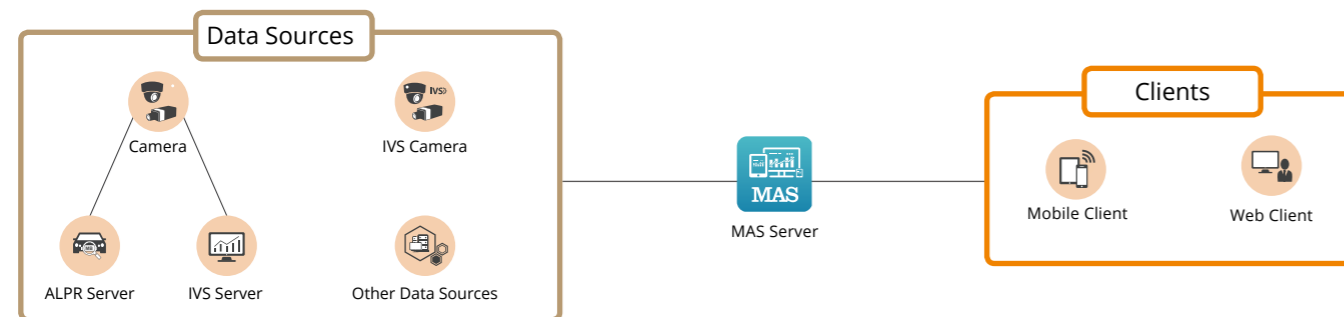 Data Sources
Camera
IVS
IVS Camera
ALPR Server
IVS Server
Other Data Sources
MAS
MAS Server
Clients
Mobile Client
Web Client